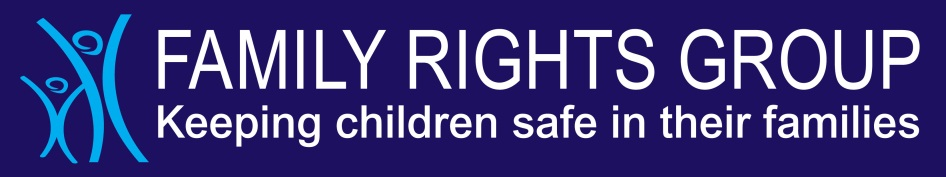 FAMILY RIGHTS GROUP
Keeping children safe in their families